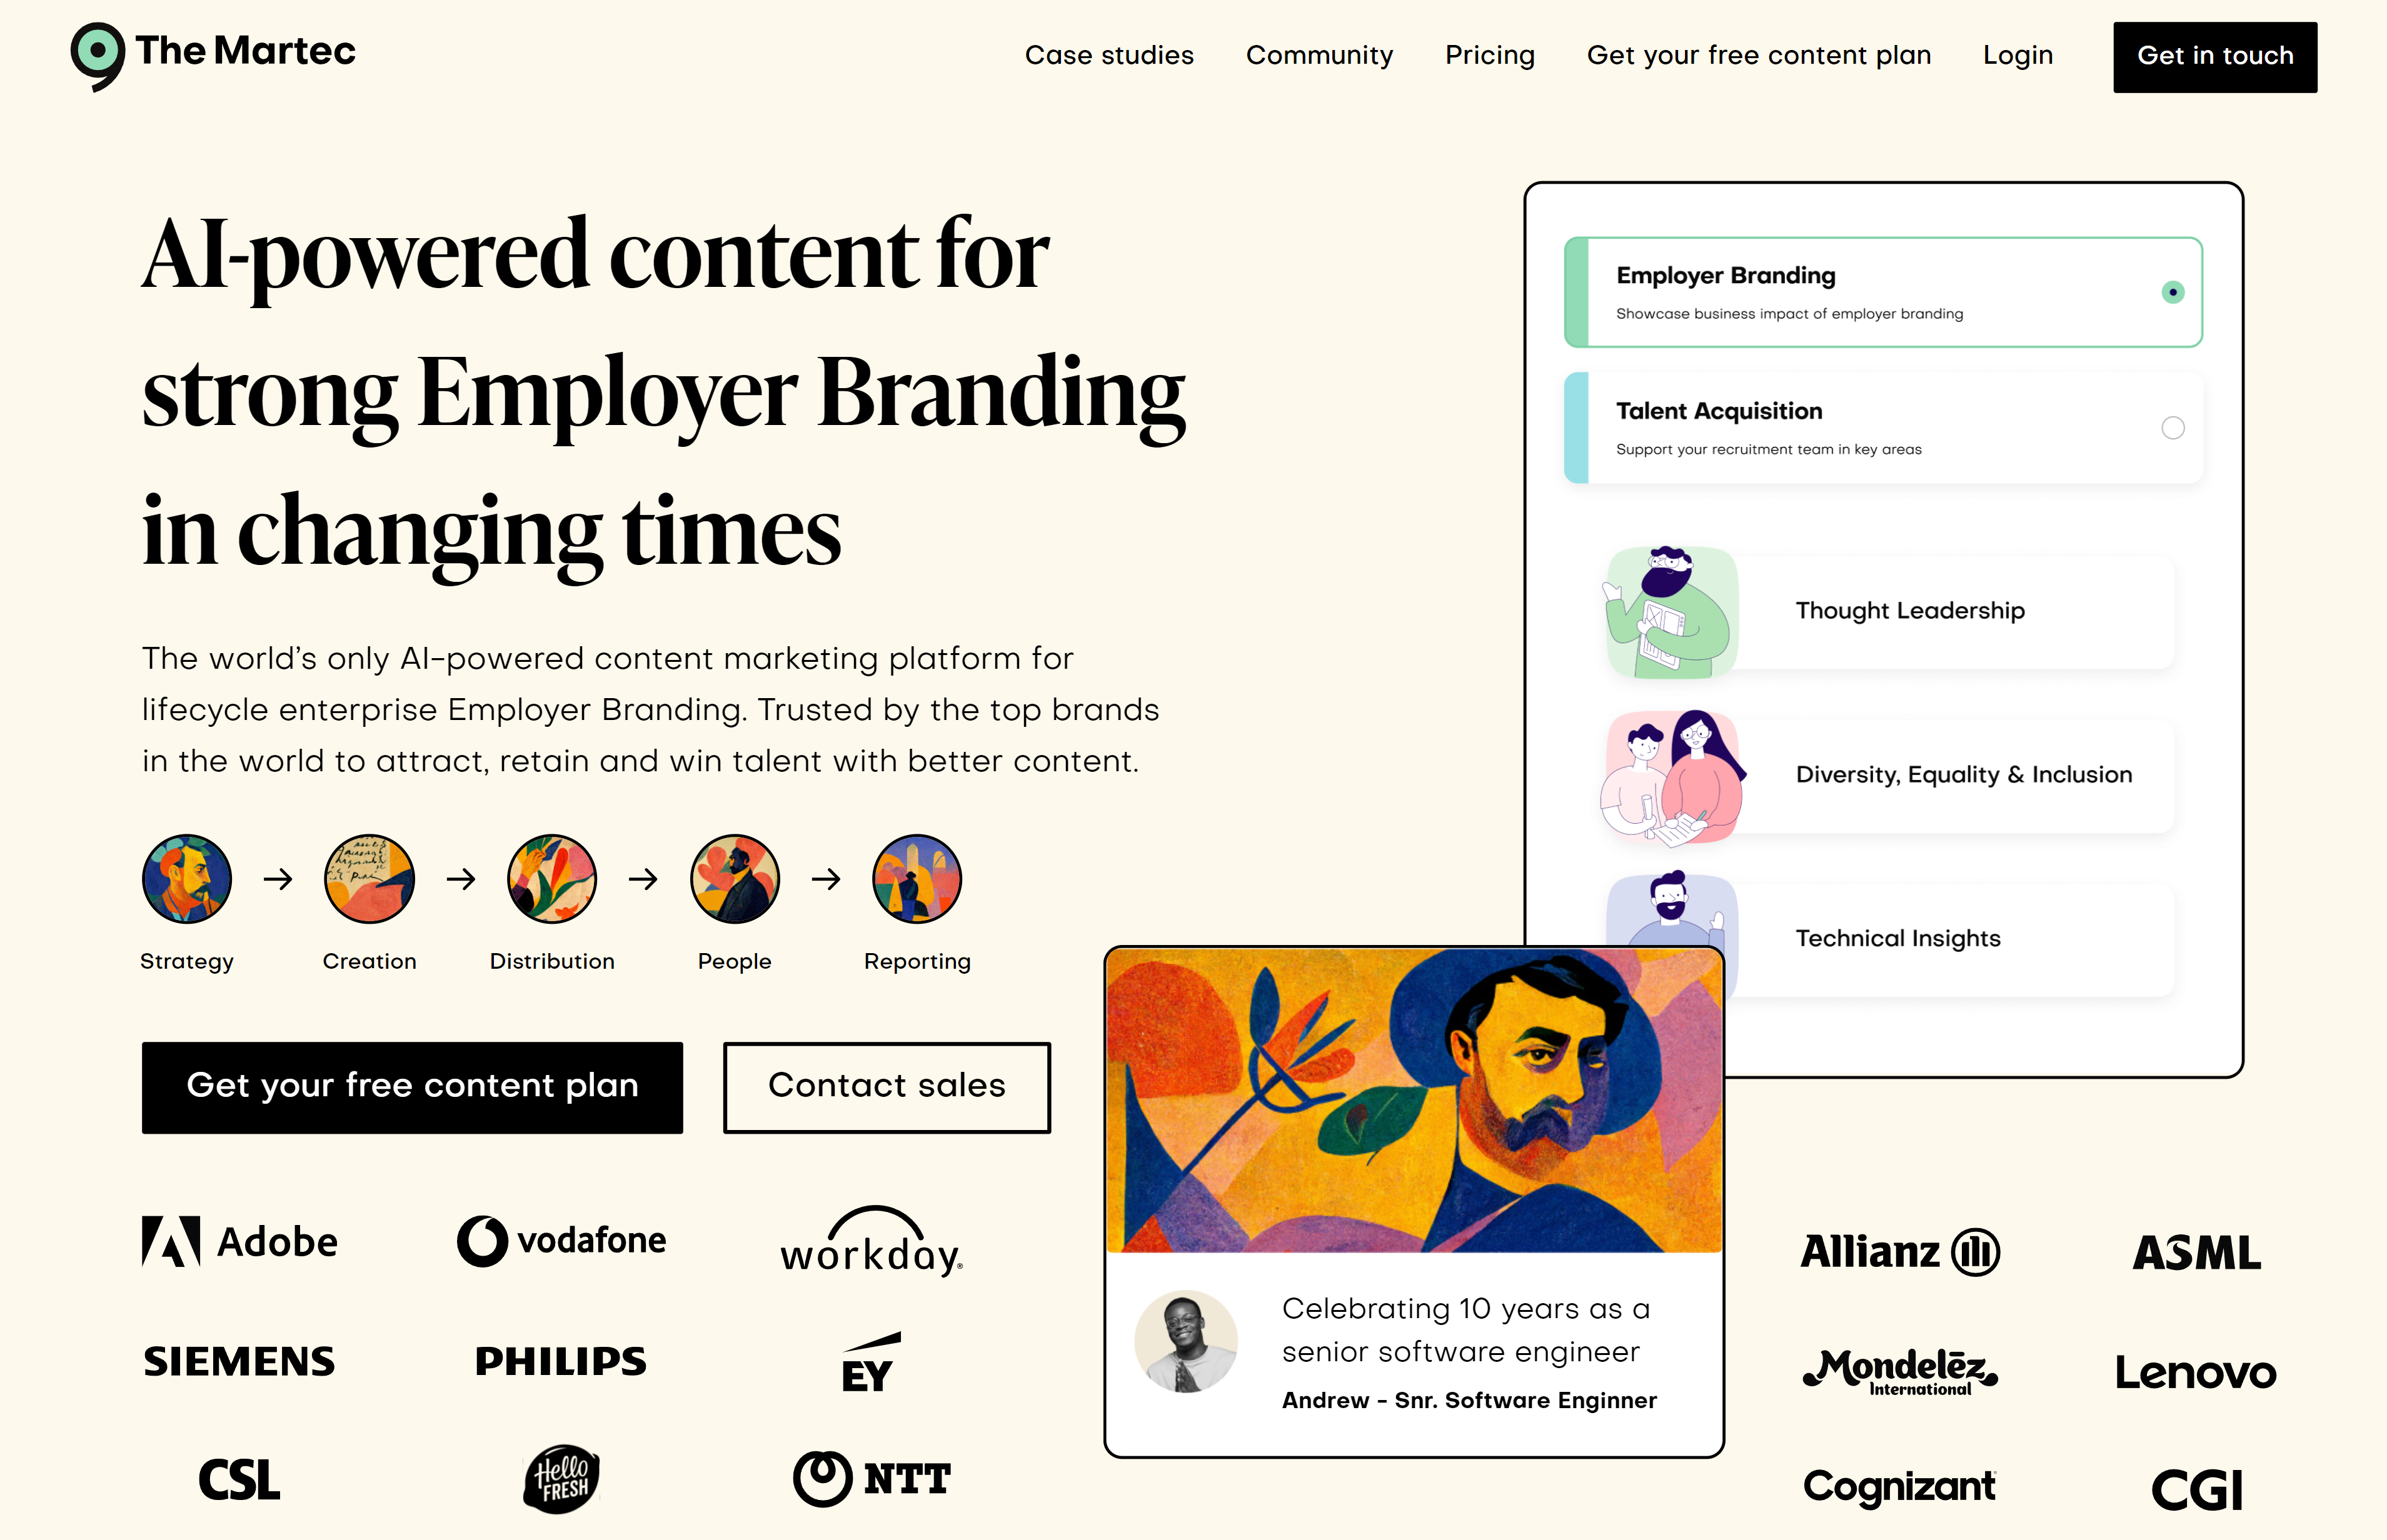 The Martec
Case studies
Community
Pricing
Get your free content plan
Login
Get in touch
AI-powered content for
strong Employer Branding
in changing times
The world's only AI-powered content marketing platform for
lifecycle enterprise Employer Branding. Trusted by the top brands
in the world to attract, retain and win talent with better content.
Strategy
Creation
Distribution
People
Reporting
Get your free content plan
Contact sales
Employer Branding
Showcase business impact of employer branding
Talent Acquisition
Support your recruitment team in key areas
Thought Leadership
Diversity, Equality & Inclusion
Technical Insights
Celebrating 10 years as a
senior software engineer
Andrew - Snr. Software Enginner
Adobe
vodafone
workday®
Allianz
ASML
SIEMENS
PHILIPS
EY
Mondelēz
International
Lenovo
CSL
Hello
FRESH
NTT
Cognizant
CGI